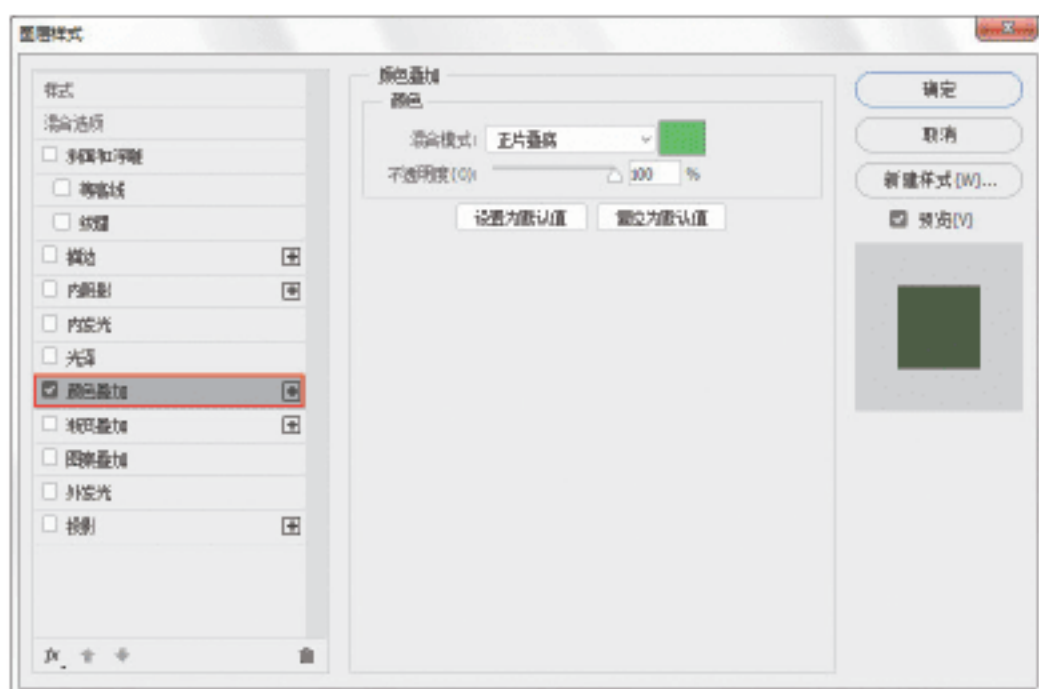 图层样式
样式
混合选项
斜面和浮雕
等高线
纹理
描边
内阴影
内发光
光泽
颜色叠加
渐变叠加
图案叠加
外发光
投影
fx
颜色叠加
颜色
混合模式: 正片叠底
不透明度(O): 100 %
设置为默认值 复位为默认值
确定
取消
新建样式(W)...
预览(V)